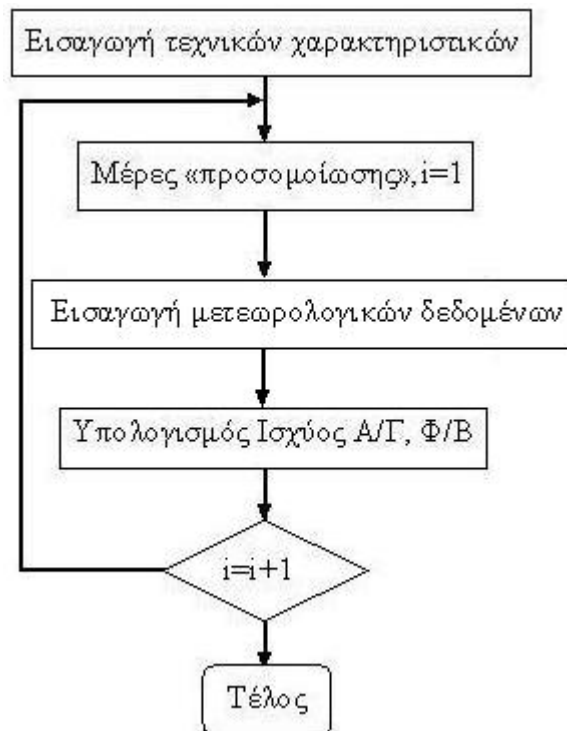 Εισαγωγή τεχνικών χαρακτηριστικών
Μέρες «προσομοίωσης», i=1
Εισαγωγή μετεωρολογικών δεδομένων
Υπολογισμός Ισχύος Α/Γ, Φ/Β
i=i+1
Τέλος